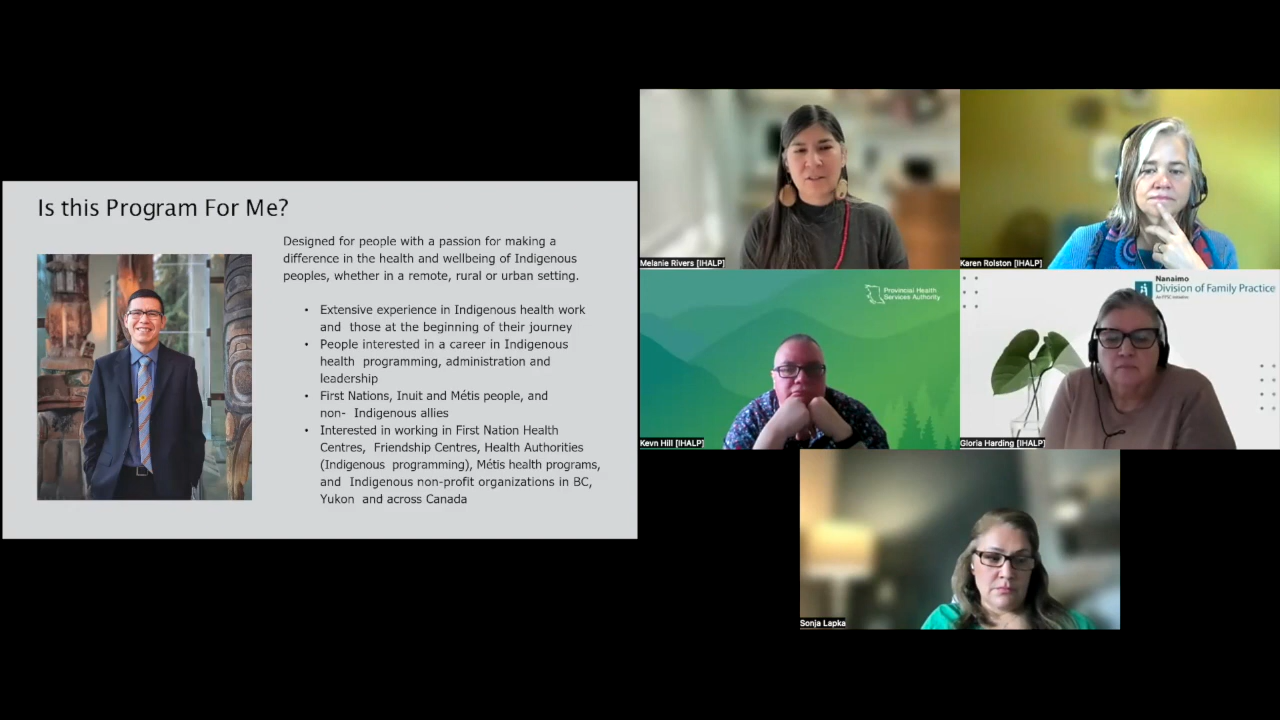 Is this Program For Me?
Designed for people with a passion for making a
difference in the health and wellbeing of Indigenous
peoples, whether in a remote, rural or urban setting.
• Extensive experience in Indigenous health work
and those at the beginning of their journey
• People interested in a career in Indigenous
health programming, administration and
leadership
• First Nations, Inuit and Métis people, and
non- Indigenous allies
• Interested in working in First Nation Health
Centres, Friendship Centres, Health Authorities
(Indigenous programming), Métis health programs,
and Indigenous non-profit organizations in BC,
Yukon and across Canada
Melanie Rivers [IHALP]
Karen Rolston [IHALP]
Provincial Health
Services Authority
Kevn Hill [IHALP]
Nanaimo
Division of Family Practice
An FPSC initiative
Gloria Harding [IHALP]
Sonja Lapka